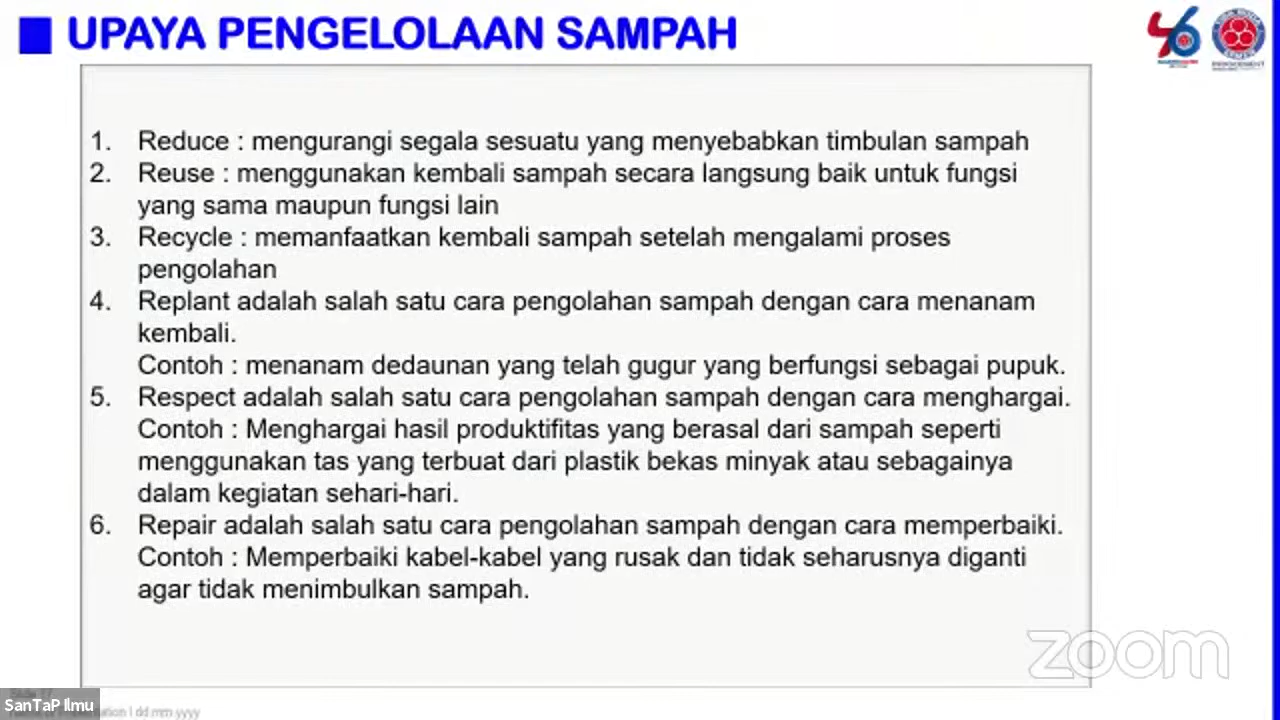 UPAYA PENGELOLAAN SAMPAH
1. Reduce : mengurangi segala sesuatu yang menyebabkan timbulan sampah
2. Reuse : menggunakan kembali sampah secara langsung baik untuk fungsi
yang sama maupun fungsi lain
3. Recycle : memanfaatkan kembali sampah setelah mengalami proses
pengolahan
4. Replant adalah salah satu cara pengolahan sampah dengan cara menanam
kembali.
Contoh : menanam dedaunan yang telah gugur yang berfungsi sebagai pupuk.
5. Respect adalah salah satu cara pengolahan sampah dengan cara menghargai.
Contoh : Menghargai hasil produktifitas yang berasal dari sampah seperti
menggunakan tas yang terbuat dari plastik bekas minyak atau sebagainya
dalam kegiatan sehari-hari.
6. Repair adalah salah satu cara pengolahan sampah dengan cara memperbaiki.
Contoh : Memperbaiki kabel-kabel yang rusak dan tidak seharusnya diganti
agar tidak menimbulkan sampah.
zoom
SanTaP Ilmu
dd mm yyyy